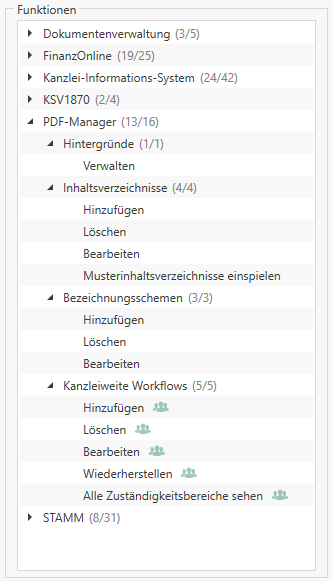 Funktionen
Dokumentenverwaltung (3/5)
FinanzOnline (19/25)
Kanzlei-Informations-System (24/42)
KSV1870 (2/4)
PDF-Manager (13/16)
Hintergründe (1/1)
Verwalten
Inhaltsverzeichnisse (4/4)
Hinzufügen
Löschen
Bearbeiten
Musterinhaltsverzeichnisse einspielen
Bezeichnungsschemen (3/3)
Hinzufügen
Löschen
Bearbeiten
Kanzleiweite Workflows (5/5)
Hinzufügen
Löschen
Bearbeiten
Wiederherstellen
Alle Zuständigkeitsbereiche sehen
STAMM (8/31)